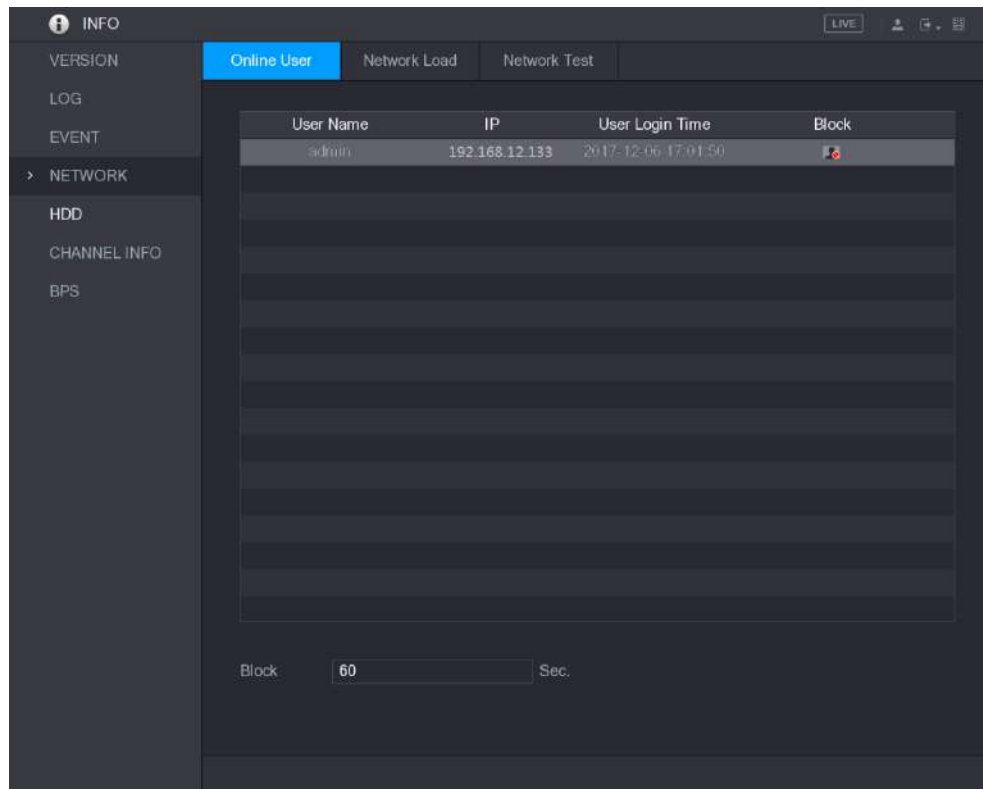 INFO
LIVE
VERSION
LOG
EVENT
NETWORK
HDD
CHANNEL INFO
BPS
Online User Network Load Network Test
User Name IP User Login Time Block
admin 192.168.12.133 2017-12-06 17:01:50
Block 60 Sec.